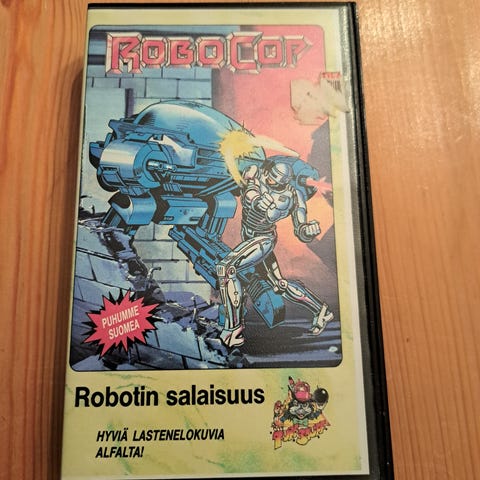 ROBOCOP
PUHUMME
SUOMEA
Robotin salaisuus
HYVIÄ LASTENELOKUVIA
ALFALTA!